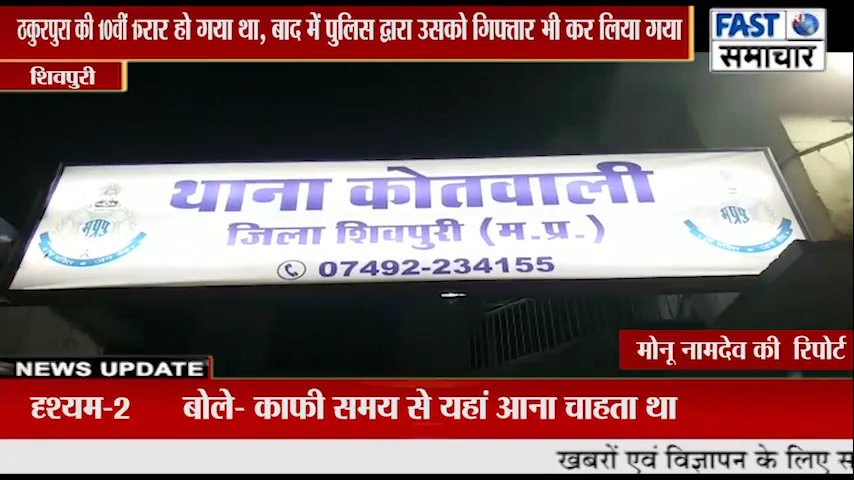 ठकुरपुरा की 10वीं फरार हो गया था, बाद में पुलिस द्वारा उसको गिफ्तार भी कर लिया गया
FAST
समाचार
शिवपुरी
थाना कोतवाली
जिला शिवपुरी (म.प्र.)
07492-234155
मोनू नामदेव की रिपोर्ट
NEWS UPDATE
दृश्यम-2 बोले- काफी समय से यहां आना चाहता था
खबरों एवं विज्ञापन के लिए स